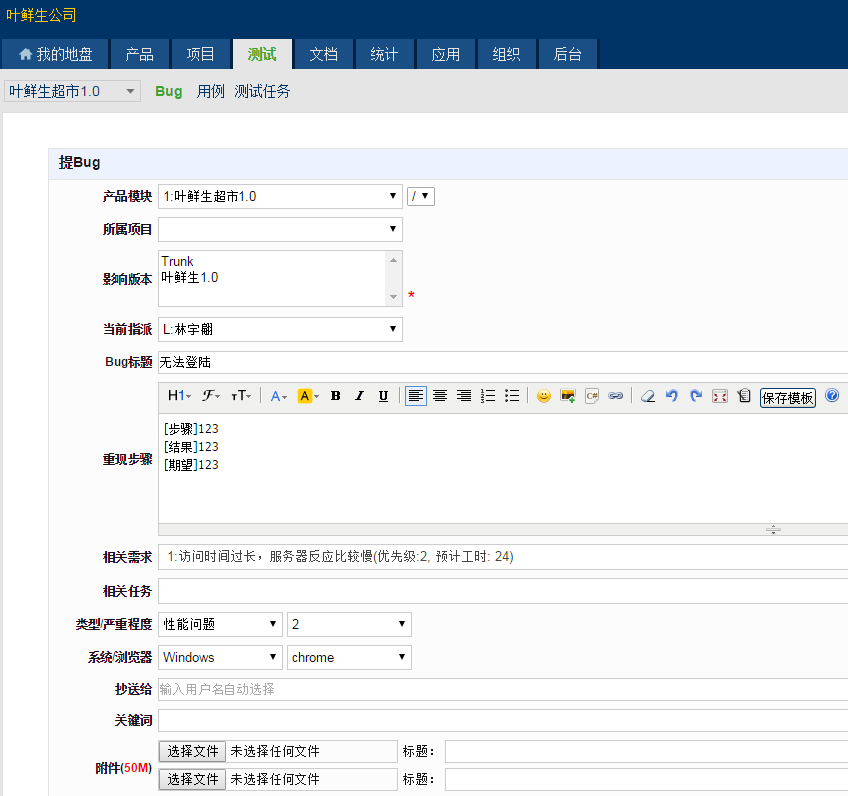 叶鲜生公司
我的地盘 产品 项目 测试 文档 统计 应用 组织 后台
叶鲜生超市1.0 Bug 用例 测试任务
提Bug
产品模块 1:叶鲜生超市1.0 /
所属项目
影响版本 Trunk
叶鲜生1.0
*
当前指派 L:林宇翩
Bug标题 无法登陆
H1 F TT A A B I U C# 保存模板 ?
重现步骤 [步骤]123
[结果]123
[期望]123
相关需求 1:访问时间过长，服务器反应比较慢(优先级:2, 预计工时: 24)
相关任务
类型/严重程度 性能问题 2
系统/浏览器 Windows chrome
抄送给 输入用户名自动选择
关键词
附件(50M) 选择文件 未选择任何文件 标题：
选择文件 未选择任何文件 标题：